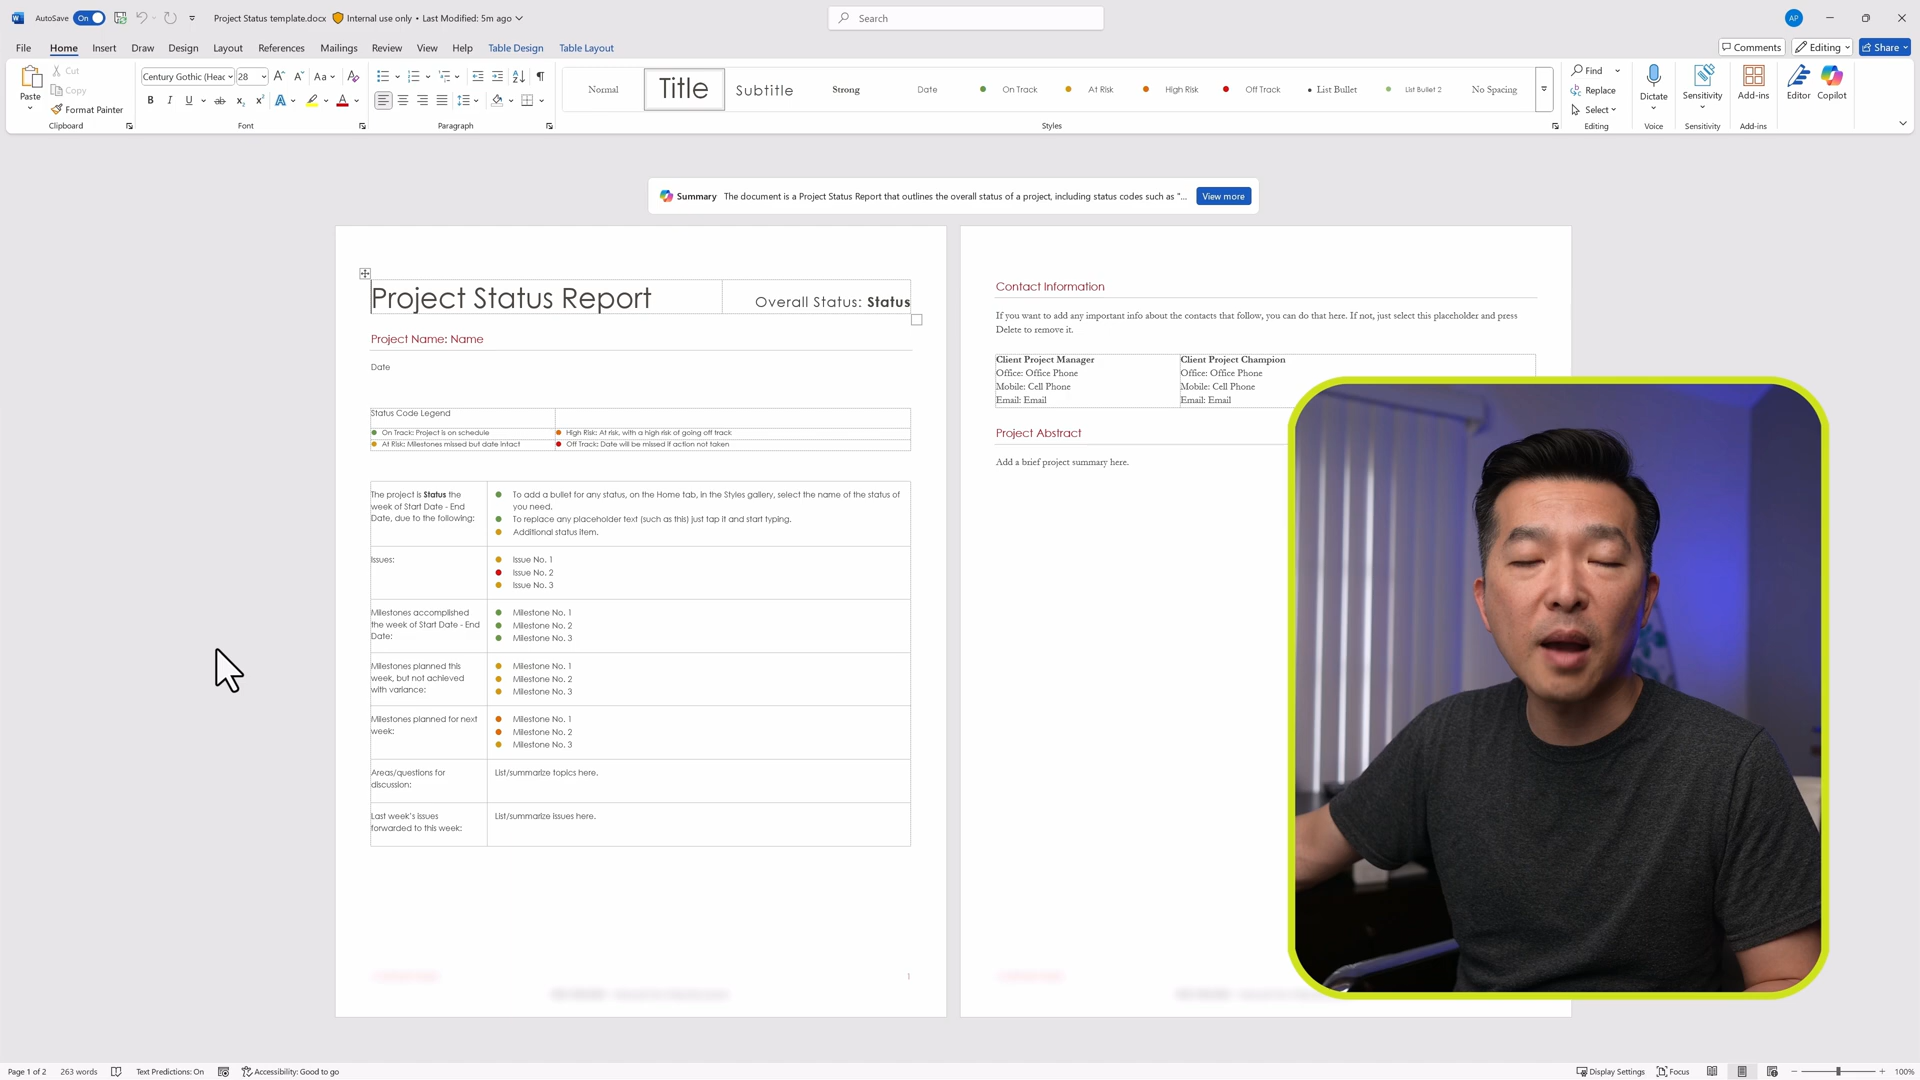 AutoSave On Project Status template.docx Internal use only • Last Modified: 5m ago Search AP
File Home Insert Draw Design Layout References Mailings Review View Help Table Design Table Layout Comments Editing Share
Paste Cut Copy Format Painter Clipboard
Century Gothic (Heac 28 Aa Font
Paragraph
Normal Title Subtitle Strong Date On Track At Risk High Risk Off Track List Bullet List Bullet 2 No Spacing
Styles
Find Replace Select Editing
Dictate Voice
Sensitivity Sensitivity
Add-ins Add-ins
Editor Copilot
Summary The document is a Project Status Report that outlines the overall status of a project, including status codes such as "... View more
Project Status Report Overall Status: Status
Project Name: Name
Date
Status Code Legend
On Track: Project is on schedule High Risk: At risk, with a high risk of going off track
At Risk: Milestones missed but date intact Off Track: Date will be missed if action not taken
The project is Status the
week of Start Date - End
Date, due to the following:
To add a bullet for any status, on the Home tab, in the Styles gallery, select the name of the status of
you need.
To replace any placeholder text (such as this) just tap it and start typing.
Additional status item.
Issues:
Issue No. 1
Issue No. 2
Issue No. 3
Milestones accomplished
the week of Start Date - End
Date:
Milestone No. 1
Milestone No. 2
Milestone No. 3
Milestones planned this
week, but not achieved
with variance:
Milestone No. 1
Milestone No. 2
Milestone No. 3
Milestones planned for next
week:
Milestone No. 1
Milestone No. 2
Milestone No. 3
Areas/questions for
discussion:
List/summarize topics here.
Last week's issues
forwarded to this week:
List/summarize issues here.
1
Contact Information
If you want to add any important info about the contacts that follow, you can do that here. If not, just select this placeholder and press
Delete to remove it.
Client Project Manager
Office: Office Phone
Mobile: Cell Phone
Email: Email
Client Project Champion
Office: Office Phone
Mobile: Cell Phone
Email: Email
Project Abstract
Add a brief project summary here.
Page 1 of 2 263 words Text Predictions: On Accessibility: Good to go Display Settings Focus 100%